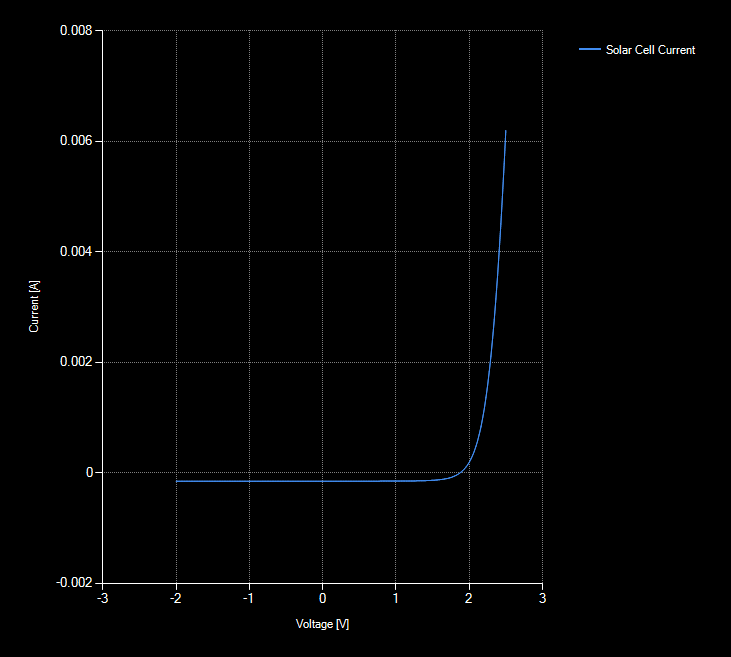 0.008
Solar Cell Current
0.006
0.004
Current [A]
0.002
0
-0.002
-3 -2 -1 0 1 2 3
Voltage [V]